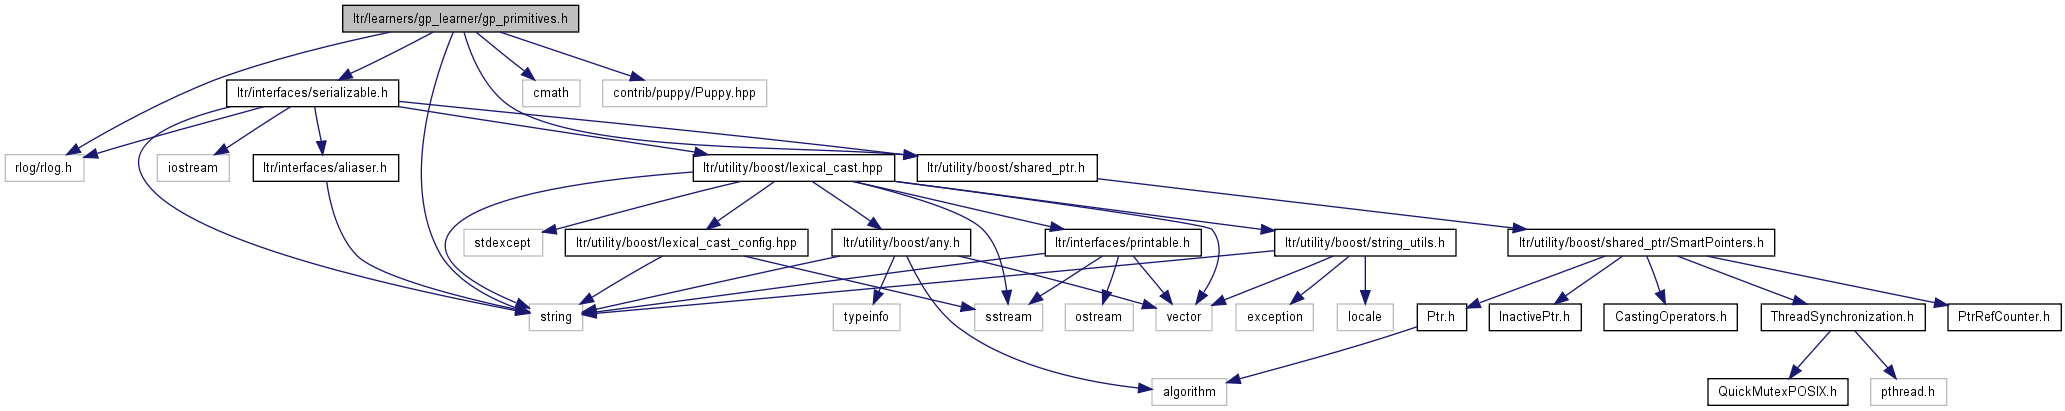 ltr/learners/gp_learner/gp_primitives.h
ltr/interfaces/serializable.h
cmath
contrib/puppy/Puppy.hpp
rlog/rlog.h
iostream
ltr/interfaces/aliaser.h
ltr/utility/boost/lexical_cast.hpp
ltr/utility/boost/shared_ptr.h
stdexcept
ltr/utility/boost/lexical_cast_config.hpp
ltr/utility/boost/any.h
ltr/interfaces/printable.h
ltr/utility/boost/string_utils.h
ltr/utility/boost/shared_ptr/SmartPointers.h
string
typeinfo
sstream
ostream
vector
exception
locale
Ptr.h
InactivePtr.h
CastingOperators.h
ThreadSynchronization.h
PtrRefCounter.h
algorithm
QuickMutexPOSIX.h
pthread.h